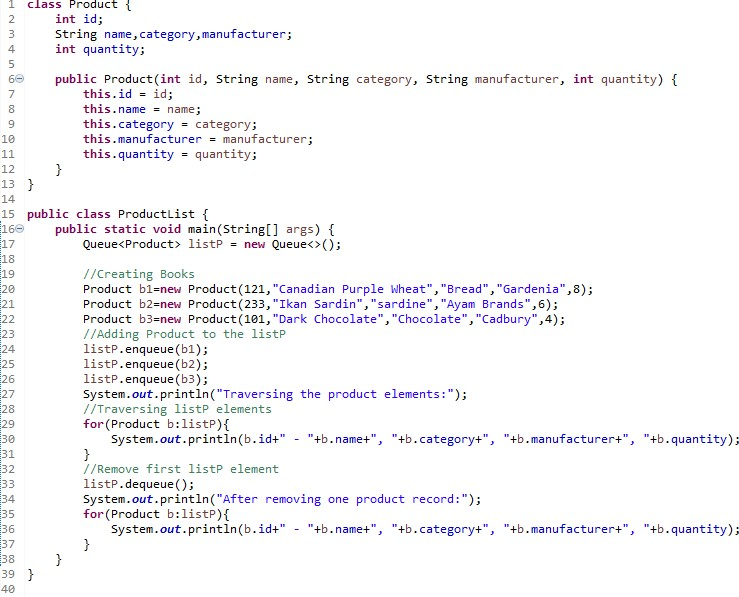 1 class Product {
2     int id;
3     String name,category,manufacturer;
4     int quantity;
5
6     public Product(int id, String name, String category, String manufacturer, int quantity) {
7         this.id = id;
8         this.name = name;
9         this.category = category;
10         this.manufacturer = manufacturer;
11         this.quantity = quantity;
12     }
13 }
14
15 public class ProductList {
16     public static void main(String[] args) {
17         Queue<Product> listP = new Queue<>();
18
19         //Creating Books
20         Product b1=new Product(121,"Canadian Purple Wheat","Bread","Gardenia",8);
21         Product b2=new Product(233,"Ikan Sardin","sardine","Ayam Brands",6);
22         Product b3=new Product(101,"Dark Chocolate","Chocolate","Cadbury",4);
23         //Adding Product to the listP
24         listP.enqueue(b1);
25         listP.enqueue(b2);
26         listP.enqueue(b3);
27         System.out.println("Traversing the product elements:");
28         //Traversing listP elements
29         for(Product b:listP){
30             System.out.println(b.id+" - "+b.name+", "+b.category+", "+b.manufacturer+", "+b.quantity);
31         }
32         //Remove first listP element
33         listP.dequeue();
34         System.out.println("After removing one product record:");
35         for(Product b:listP){
36             System.out.println(b.id+" - "+b.name+", "+b.category+", "+b.manufacturer+", "+b.quantity);
37         }
38     }
39 }
40